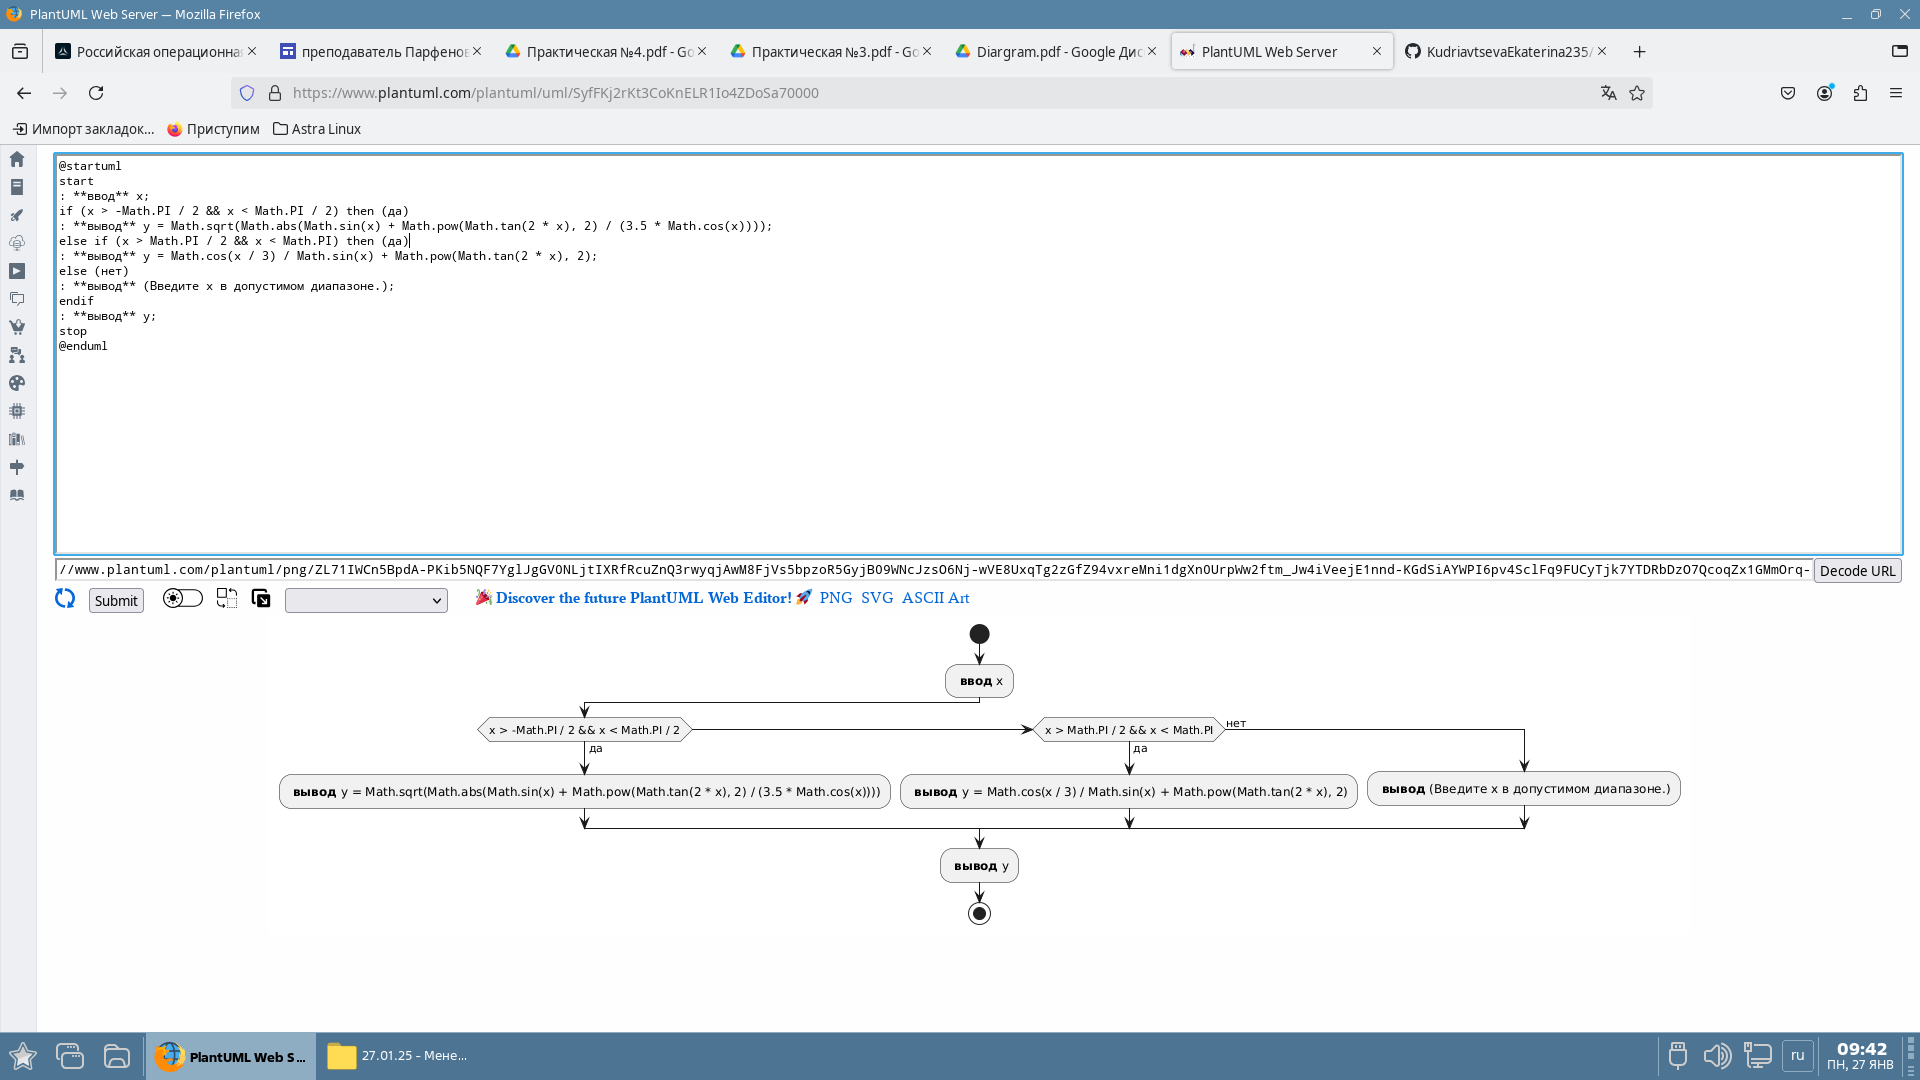 PlantUML Web Server — Mozilla Firefox
Российская операционна
преподаватель Парфенов
Практическая №4.pdf - Go
Практическая №3.pdf - Go
Diargram.pdf - Google Дис
PlantUML Web Server
KudriavtsevaEkaterina235/
https://www.plantuml.com/plantuml/uml/SyfFKj2rKt3CoKnELR1Io4ZDoSa70000
Импорт закладок...
Приступим
Astra Linux
@startuml
start
: **ввод** x;
if (x > -Math.PI / 2 && x < Math.PI / 2) then (да)
: **вывод** y = Math.sqrt(Math.abs(Math.sin(x) + Math.pow(Math.tan(2 * x), 2) / (3.5 * Math.cos(x))));
else if (x > Math.PI / 2 && x < Math.PI) then (да)
: **вывод** y = Math.cos(x / 3) / Math.sin(x) + Math.pow(Math.tan(2 * x), 2);
else (нет)
: **вывод** (Введите x в допустимом диапазоне.);
endif
: **вывод** y;
stop
@enduml
//www.plantuml.com/plantuml/png/ZL71IWCn5BpdA-PKib5NQF7YglJgGVONLjtIXRfRcuZnQ3rwyqjAwM8FjVs5bpzoR5GyjBO9WNcJzsO6Nj-wVE8UxqTg2zGfZ94vxreMni1dgXnOUrpWw2ftm_Jw4iVeejE1nnd-KGdSiAYWPI6pv4SclFq9FUCyTjk7YTDRbDzO7QcoqZx1GMmOrq-
Decode URL
Submit
Discover the future PlantUML Web Editor!
PNG
SVG
ASCII Art
ввод x
x > -Math.PI / 2 && x < Math.PI / 2
x > Math.PI / 2 && x < Math.PI
нет
да
да
вывод y = Math.sqrt(Math.abs(Math.sin(x) + Math.pow(Math.tan(2 * x), 2) / (3.5 * Math.cos(x))))
вывод y = Math.cos(x / 3) / Math.sin(x) + Math.pow(Math.tan(2 * x), 2)
вывод (Введите x в допустимом диапазоне.)
вывод y
PlantUML Web S...
27.01.25 - Мене...
ru
09:42
ПН, 27 ЯНВ